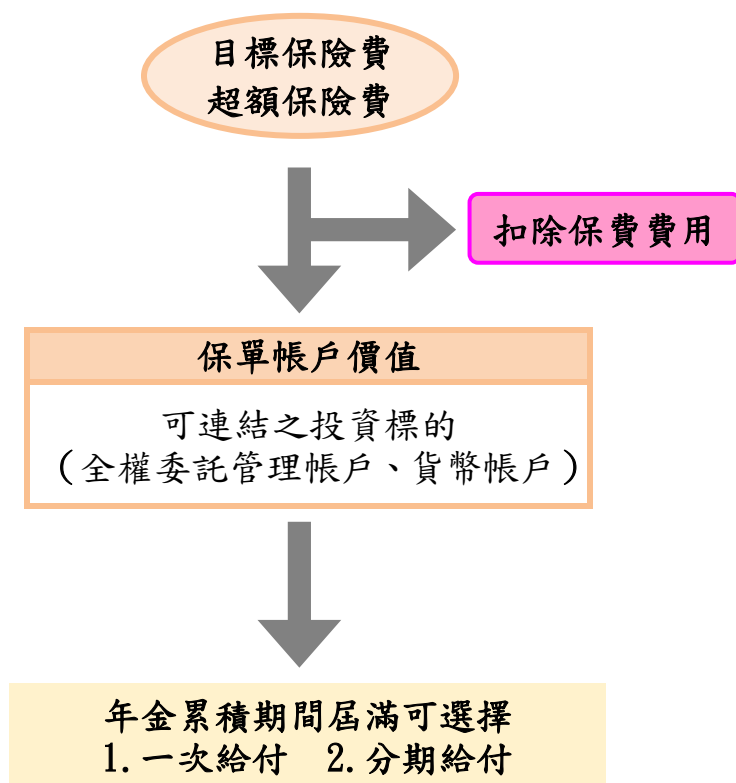 目標保險費
超額保險費
扣除保費費用
保單帳戶價值
可連結之投資標的
（全權委託管理帳戶、貨幣帳戶）
年金累積期間屆滿可選擇
1.一次給付 2.分期給付